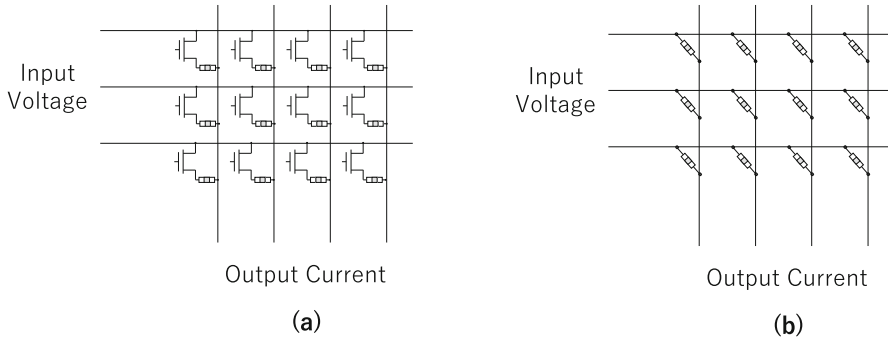 Input
Voltage
Output Current
(a)
Input
Voltage
Output Current
(b)